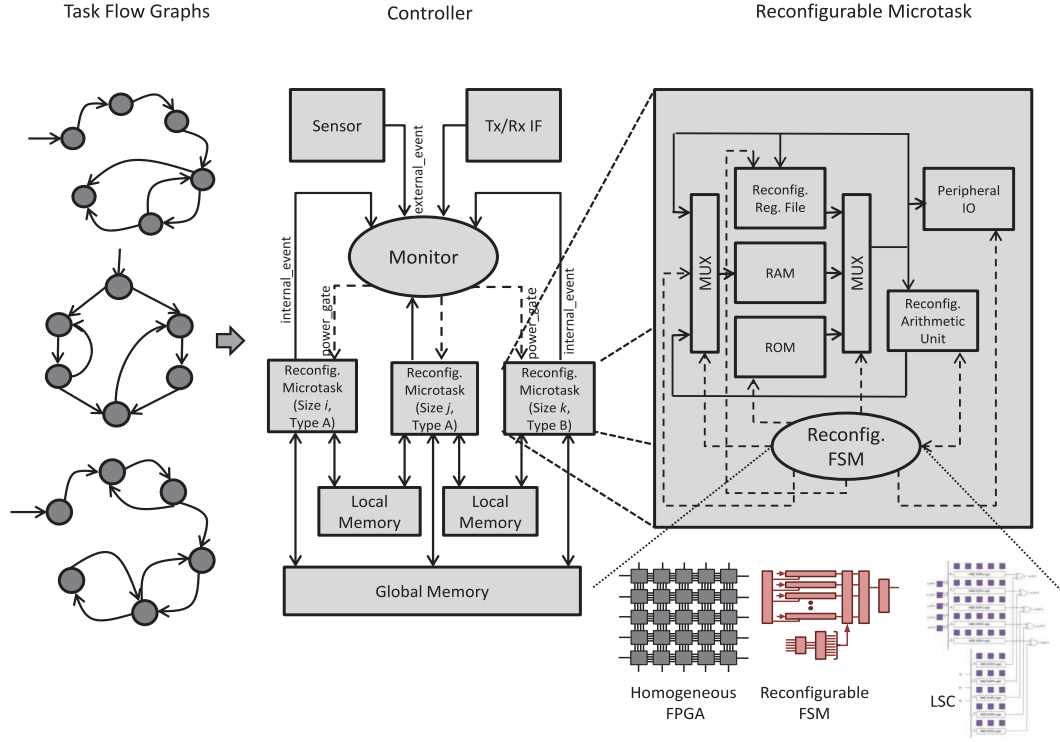 Task Flow Graphs
Controller
Reconfigurable Microtask
Sensor
Tx/Rx IF
external_event
Monitor
internal_event
power_gate
power_gate
internal_event
Reconfig.
Microtask
(Size i,
Type A)
Reconfig.
Microtask
(Size j,
Type A)
Reconfig.
Microtask
(Size k,
Type B)
Local
Memory
Local
Memory
Global Memory
MUX
Reconfig.
Reg. File
RAM
ROM
MUX
Peripheral
IO
Reconfig.
Arithmetic
Unit
Reconfig.
FSM
Homogeneous
FPGA
Reconfigurable
FSM
LSC